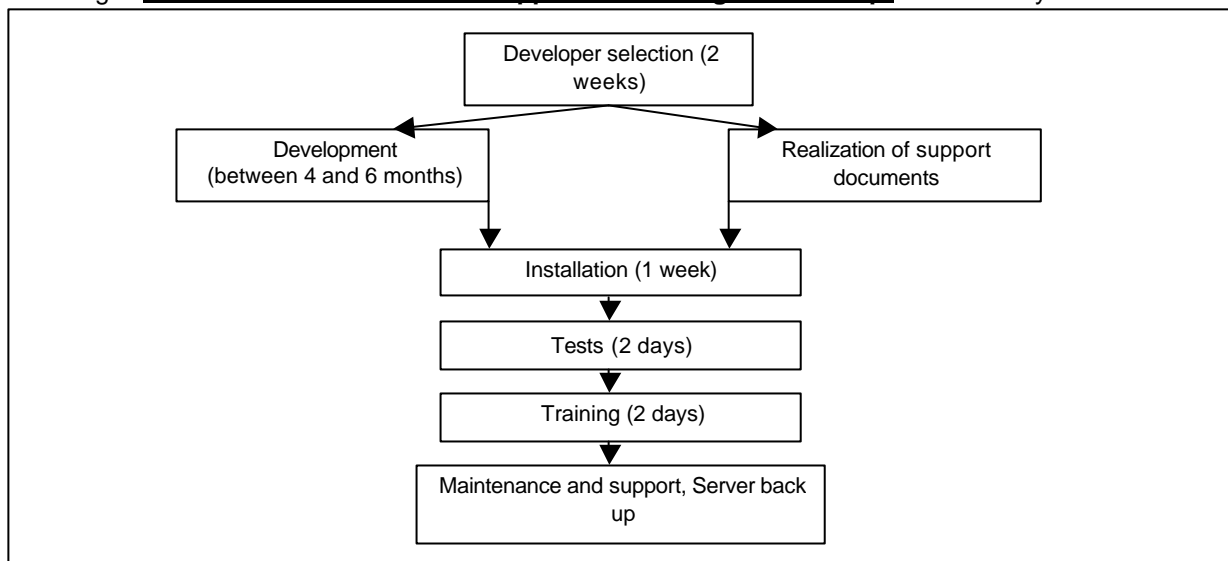 Developer selection (2
weeks)
Development
(between 4 and 6 months)
Realization of support
documents
Installation (1 week)
Tests (2 days)
Training (2 days)
Maintenance and support, Server back
up